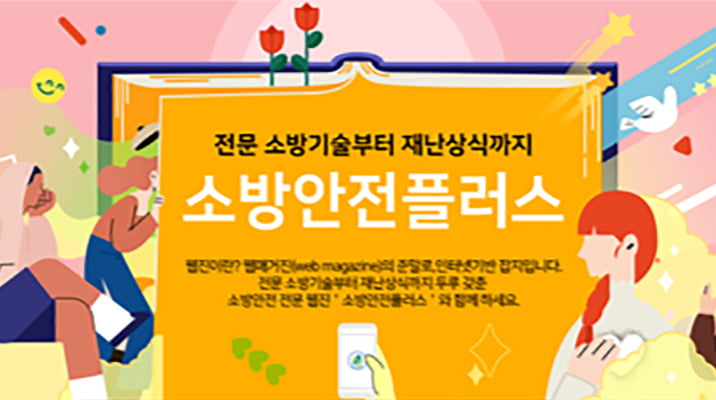 전문 소방기술부터 재난상식까지
소방안전플러스
웹진이란? 웹매거진(web magazine)의 준말로,인터넷기반 잡지입니다.
전문 소방기술부터 재난상식까지 두루 갖춘
소방안전 전문 웹진 " 소방안전플러스 " 와 함께 하세요.